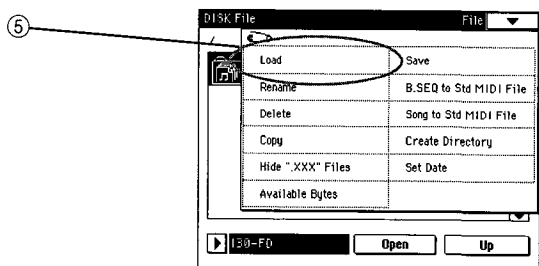 ⑤
DISK File File
/
Load Save
Rename B.SEQ to Std MIDI File
Delete Song to Std MIDI File
Copy Create Directory
Hide ".XXX" Files Set Date
Available Bytes
I30-FD Open Up